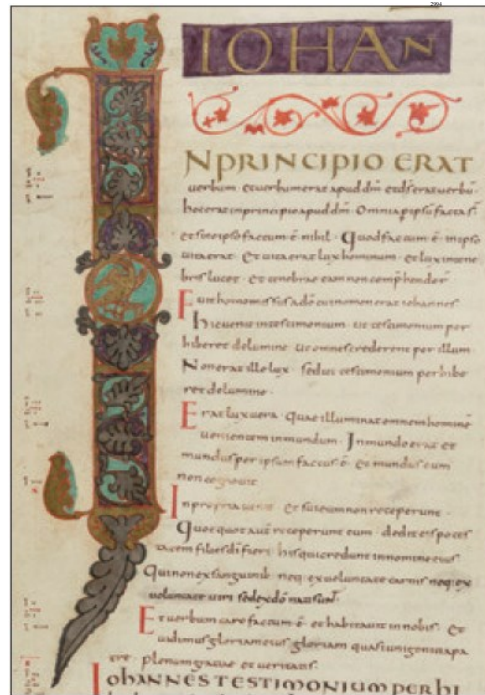 IOHAN
NPRINCIPIO ERAT
uerbum · et uerbum erat apud dm̄ et ds̄ erat uerbū ·
hoc erat in principio apud dm̄ · Omnia p ipsū facta s̄
et sine ipso factum ē nihil · Quod factum ē in ipso
uita erat · Et uita erat lux hominum · et lux in tene
bris lucet · et tenebrae eam non comp̄hender̄
Fuit homo missus a dō cui nomen erat iohannes
hic uenit in testimonium · ut testimonium per
hiberet de lumine · ut omnes crederent per illum
Non erat ille lux · sed ut testimonium perhibe
ret de lumine ·
Erat lux uera · Quae illuminat omnem hominē
uenientem in mundum · In mundo erat et
mundus per ipsum factus ē · et mundus eum
non cognouit
In propria uenit · et sui eum non receperunt ·
Quotquot aut̄ receperunt eum · dedit eis potes
tatem filios dī fieri · his qui credunt in nomine eius
Qui non ex sanguinib · neq · ex uoluntate carnis neq · ex
uoluntate uiri sed ex dō nati sunt ·
Et uerbum caro factum ē · et habitauit in nobis · Et
uidimus gloriam eius gloriam quasi unigeniti a pa
tre plenum gratiae et ueritatis ·
IOHANNES TESTIMONIUM PERHI